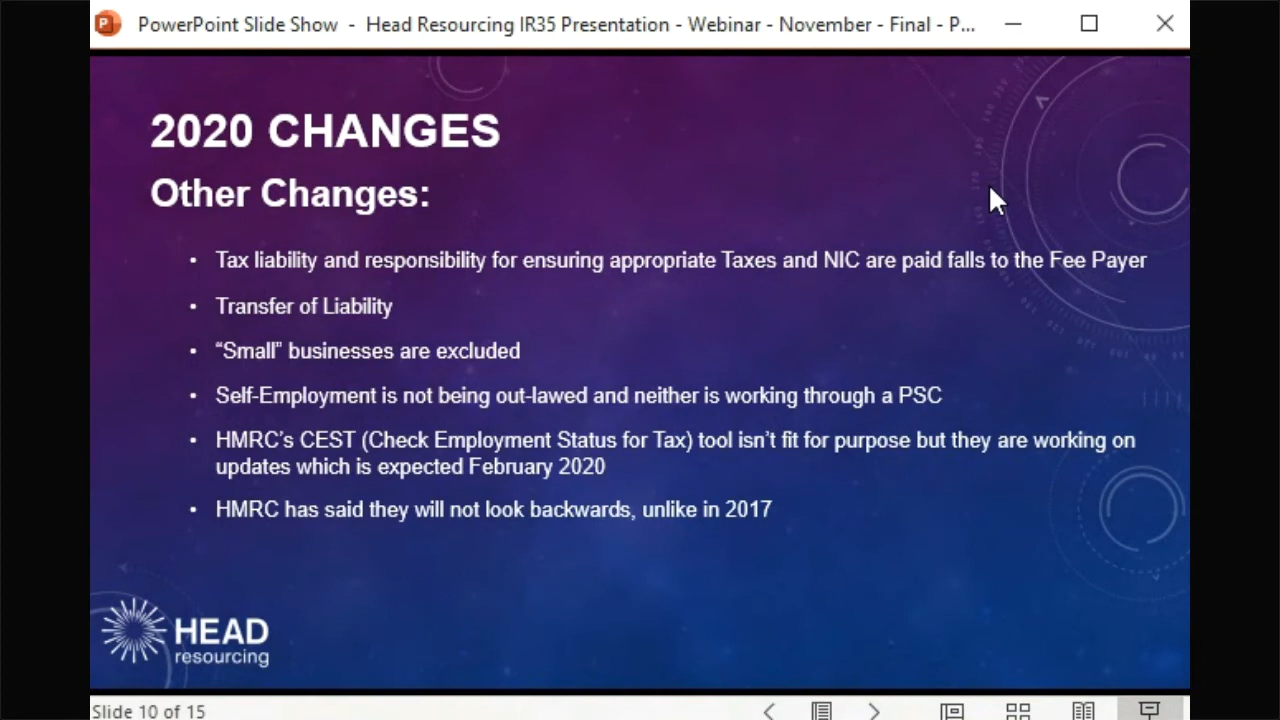 PowerPoint Slide Show - Head Resourcing IR35 Presentation - Webinar - November - Final - P...
2020 CHANGES
Other Changes:
• Tax liability and responsibility for ensuring appropriate Taxes and NIC are paid falls to the Fee Payer
• Transfer of Liability
• “Small” businesses are excluded
• Self-Employment is not being out-lawed and neither is working through a PSC
• HMRC’s CEST (Check Employment Status for Tax) tool isn’t fit for purpose but they are working on
updates which is expected February 2020
• HMRC has said they will not look backwards, unlike in 2017
HEAD
resourcing
Slide 10 of 15